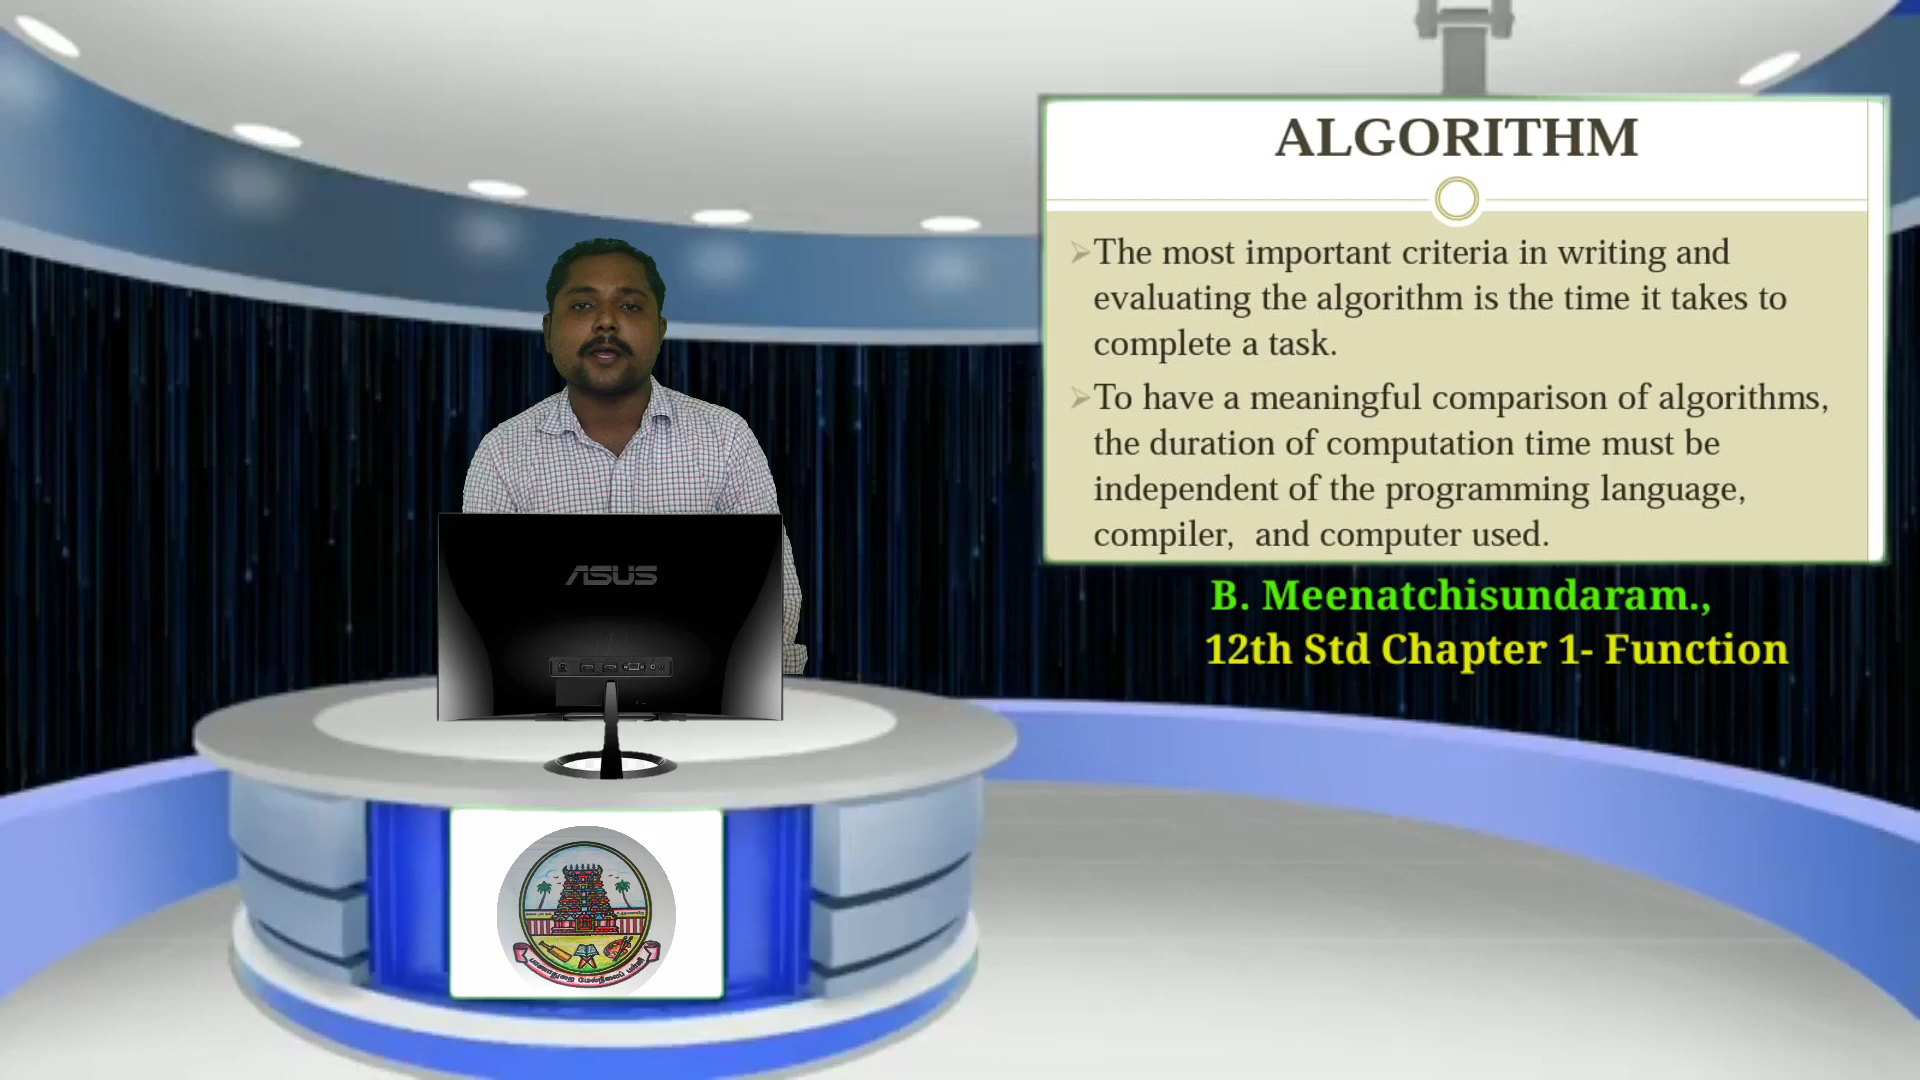 ALGORITHM
The most important criteria in writing and
evaluating the algorithm is the time it takes to
complete a task.
To have a meaningful comparison of algorithms,
the duration of computation time must be
independent of the programming language,
compiler,  and computer used.
B. Meenatchisundaram.,
12th Std Chapter 1- Function
ASUS
பாணாதுறை மேல்நிலைப் பள்ளி